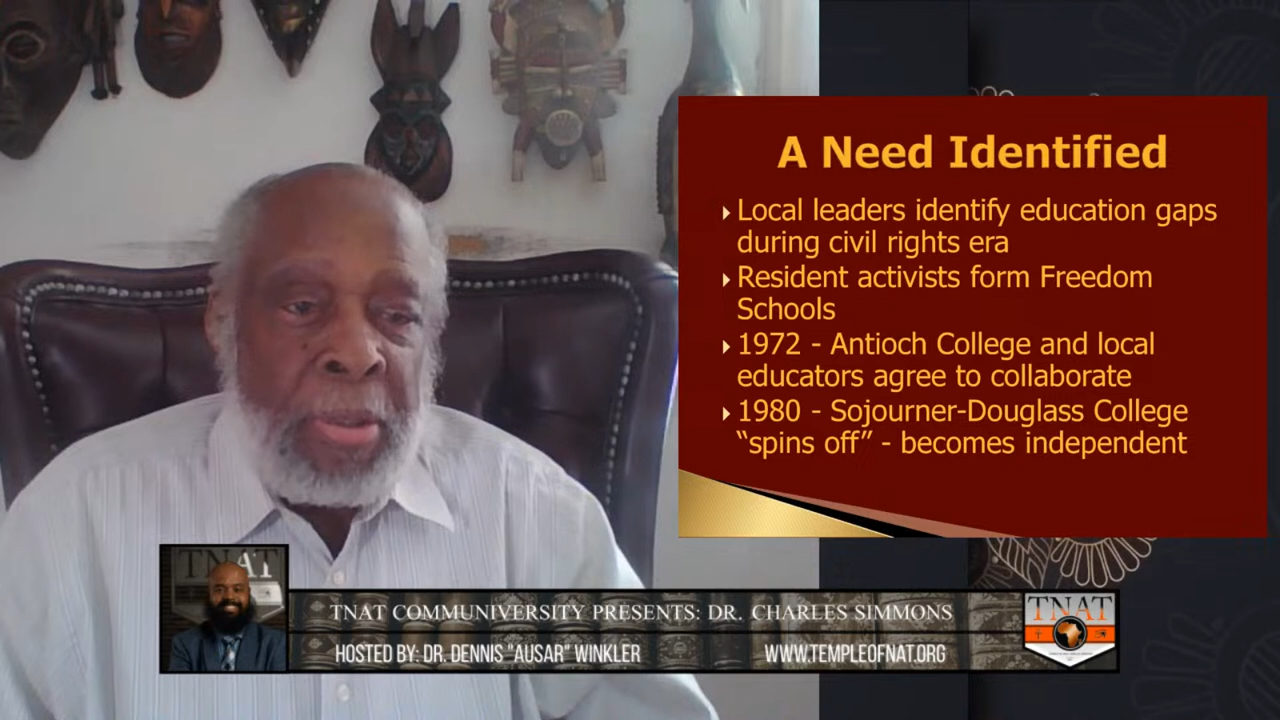 A Need Identified
Local leaders identify education gaps
during civil rights era
Resident activists form Freedom
Schools
1972 - Antioch College and local
educators agree to collaborate
1980 - Sojourner-Douglass College
“spins off” - becomes independent
TNAT
TNAT COMMUNIVERSITY PRESENTS: DR. CHARLES SIMMONS
HOSTED BY: DR. DENNIS "AUSAR" WINKLER
WWW.TEMPLEOFNAT.ORG
TNAT